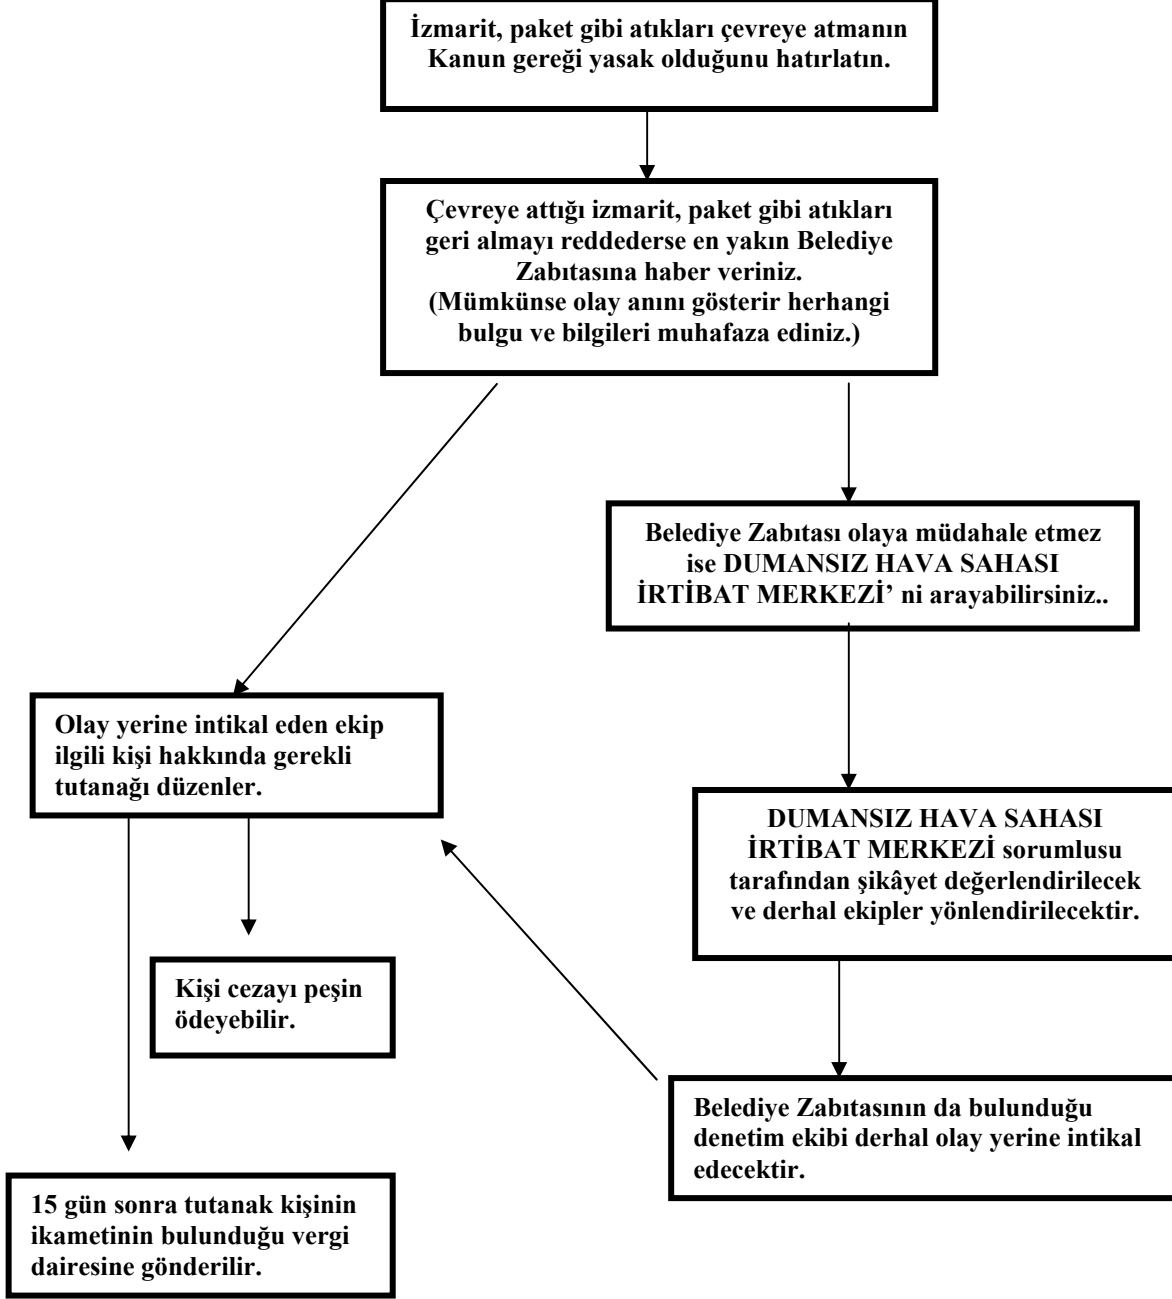 İzmarit, paket gibi atıkları çevreye atmanın
Kanun gereği yasak olduğunu hatırlatın.
Çevreye attığı izmarit, paket gibi atıkları
geri almayı reddederse en yakın Belediye
Zabıtasına haber veriniz.
(Mümkünse olay anını gösterir herhangi
bulgu ve bilgileri muhafaza ediniz.)
Belediye Zabıtası olaya müdahale etmez
ise DUMANSIZ HAVA SAHASI
İRTİBAT MERKEZİ’ ni arayabilirsiniz..
Olay yerine intikal eden ekip
ilgili kişi hakkında gerekli
tutanağı düzenler.
DUMANSIZ HAVA SAHASI
İRTİBAT MERKEZİ sorumlusu
tarafından şikâyet değerlendirilecek
ve derhal ekipler yönlendirilecektir.
Kişi cezayı peşin
ödeyebilir.
Belediye Zabıtasının da bulunduğu
denetim ekibi derhal olay yerine intikal
edecektir.
15 gün sonra tutanak kişinin
ikametinin bulunduğu vergi
dairesine gönderilir.